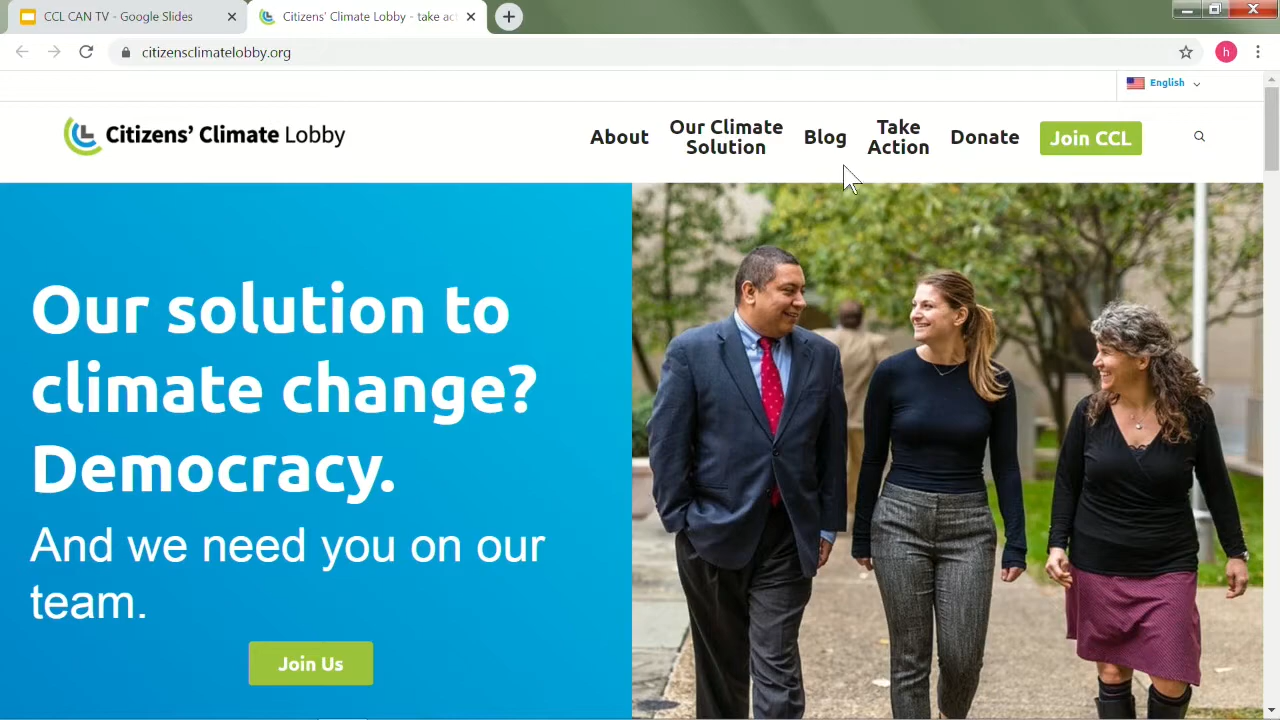 CCL CAN TV - Google Slides
Citizens' Climate Lobby - take act
h
citizensclimatelobby.org
English
Citizens' Climate Lobby
About
Our Climate
Solution
Blog
Take
Action
Donate
Join CCL
Our solution to
climate change?
Democracy.
And we need you on our
team.
Join Us